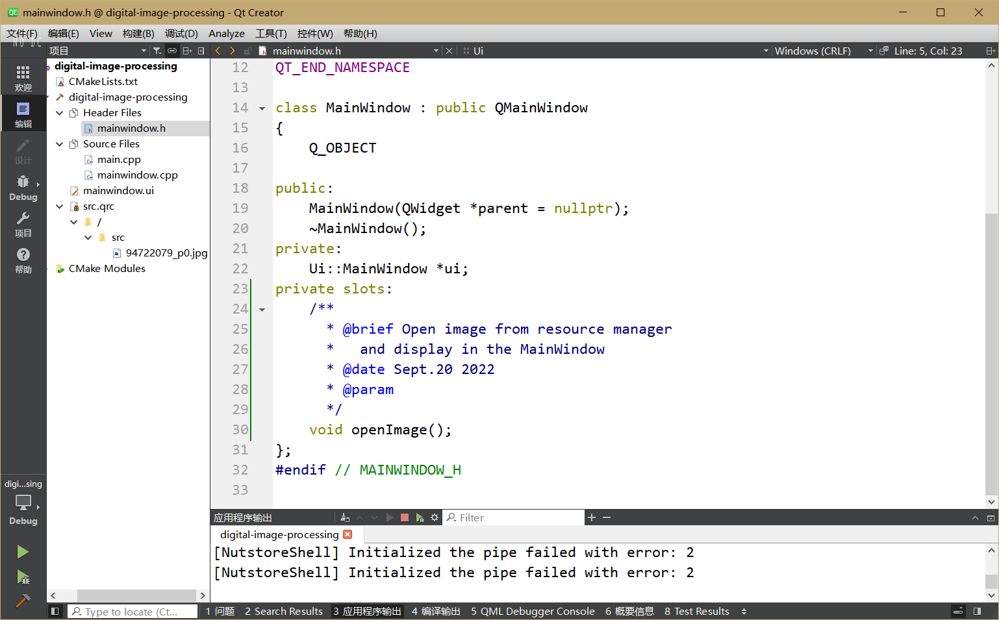 mainwindow.h @ digital-image-processing - Qt Creator
文件(F) 编辑(E) View 构建(B) 调试(D) Analyze 工具(T) 控件(W) 帮助(H)
NO DC
项目 mainwindow.h Ui Windows (CRLF) Line: 5, Col: 23
欢迎
编辑
设计
Debug
项目
帮助
digi...sing
Debug
digital-image-processing
CMakeLists.txt
digital-image-processing
Header Files
mainwindow.h
Source Files
main.cpp
mainwindow.cpp
mainwindow.ui
src.qrc
/
src
94722079_p0.jpg
CMake Modules
12 QT_END_NAMESPACE
13
14 class MainWindow : public QMainWindow
15 {
16 Q_OBJECT
17
18 public:
19 MainWindow(QWidget *parent = nullptr);
20 ~MainWindow();
21 private:
22 Ui::MainWindow *ui;
23 private slots:
24 /**
25 * @brief Open image from resource manager
26 * and display in the MainWindow
27 * @date Sept.20 2022
28 * @param
29 */
30 void openImage();
31 };
32 #endif // MAINWINDOW_H
33
应用程序输出 Filter
digital-image-processing
[NutstoreShell] Initialized the pipe failed with error: 2
[NutstoreShell] Initialized the pipe failed with error: 2
Type to locate (Ct... 1 问题 2 Search Results 3 应用程序输出 4 编译输出 5 QML Debugger Console 6 概要信息 8 Test Results